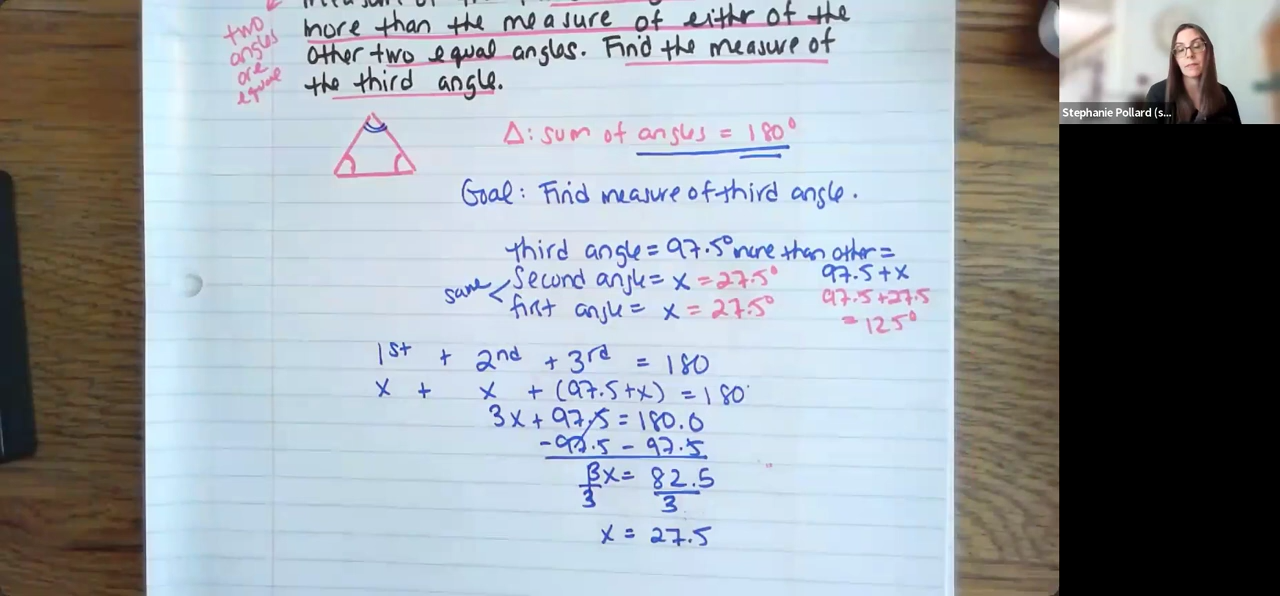 more than the measure of either of the
two angles are equal
other two equal angles. Find the measure of
the third angle.
Δ: sum of angles = 180°
Goal: Find measure of third angle.
third angle = 97.5° more than other =
97.5+x
same < Second angle = x = 27.5°
97.5+27.5
first angle = x = 27.5°
= 125°
1st + 2nd + 3rd = 180
x + x + (97.5+x) = 180
3x + 97.5 = 180.0
-97.5 - 97.5
3x = 82.5
3 3
x = 27.5
Stephanie Pollard (s...